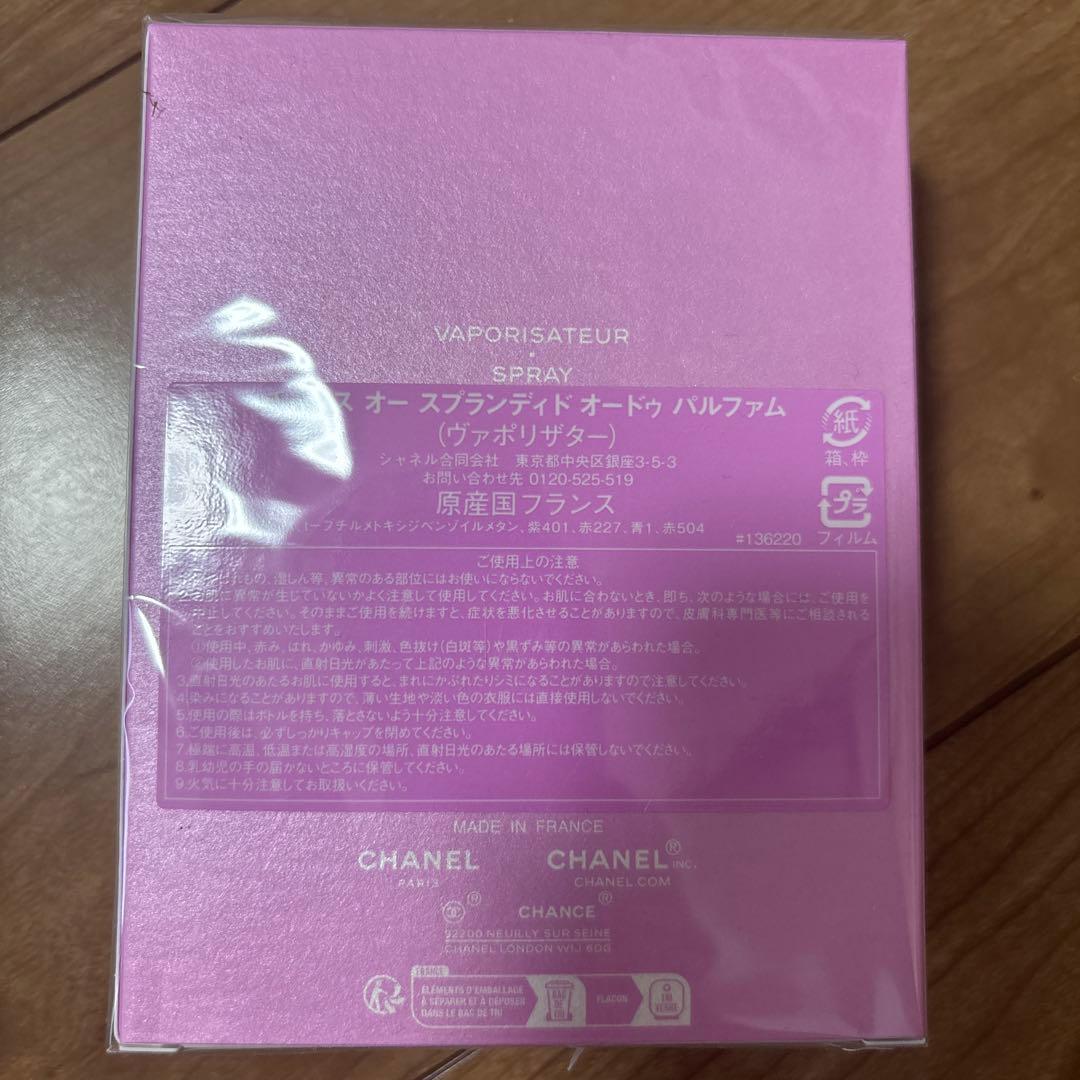 VAPORISATEUR
•
SPRAY
ス オー スプランディド オードゥ パルファム
(ヴァポリザター)
シャネル合同会社 東京都中央区銀座3-5-3
お問い合わせ先 0120-525-519
原産国フランス
ーフチルメトキシジベンゾイルメタン、紫401、赤227、青1、赤504
#136220
紙
箱、枠
プラ
フィルム
ご使用上の注意
もの、湿しん等、異常のある部位にはお使いにならないでください。
肌に異常が生じていないかよく注意して使用してください。お肌に合わないとき、即ち、次のような場合には、ご使用を
中止してください。そのままご使用を続けますと、症状を悪化させることがありますので、皮膚科専門医等にご相談される
ことをおすすめいたします。
①使用中、赤み、はれ、かゆみ、刺激、色抜け(白斑等)や黒ずみ等の異常があらわれた場合。
②使用したお肌に、直射日光があたって上記のような異常があらわれた場合。
3.直射日光のあたるお肌に使用すると、まれにかぶれたりシミになることがありますので注意してください。
4.染みになることがありますので、薄い生地や淡い色の衣服には直接使用しないでください。
5.使用の際はボトルを持ち、落とさないよう十分注意してください。
6.ご使用後は、必ずしっかりキャップを閉めてください。
7.極端に高温、低温または高湿度の場所、直射日光のあたる場所には保管しないでください。
8.乳幼児の手の届かないところに保管してください。
9.火気に十分注意してお取扱いください。
MADE IN FRANCE
CHANEL CHANEL® INC.
PARIS CHANEL.COM
® CHANCE®
92200 NEUILLY SUR SEINE
CHANEL LONDON W1J 6DG
FRANCE
ÉLÉMENTS D'EMBALLAGE
À SÉPARER ET À DÉPOSER
DANS LE BAC DE TRI
BAC DE TRI
FLACON
TRI VERRE